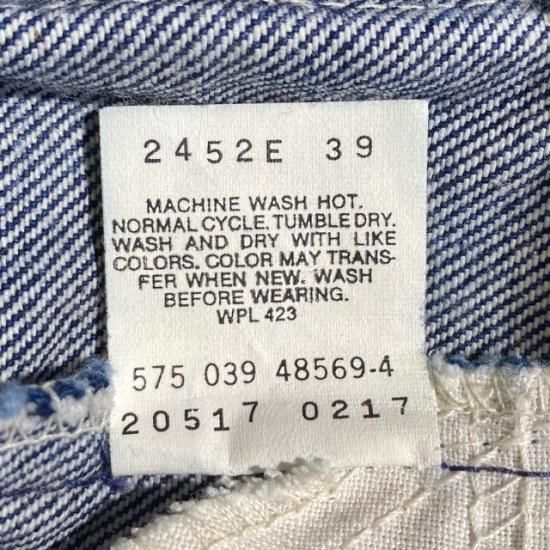 2452E 39
MACHINE WASH HOT.
NORMAL CYCLE. TUMBLE DRY.
WASH AND DRY WITH LIKE
COLORS. COLOR MAY TRANS-
FER WHEN NEW. WASH
BEFORE WEARING.
WPL 423
575 039 48569-4
20517 0217